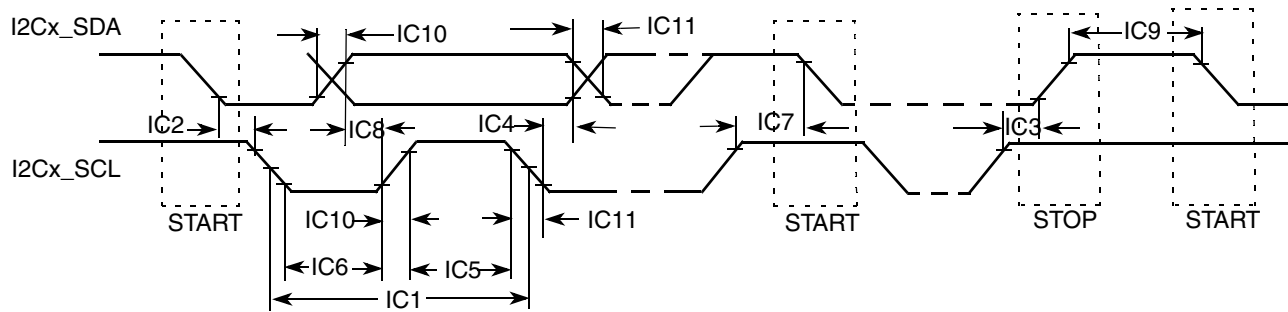 I2Cx_SDA
IC10
IC11
IC9
IC2
IC8
IC4
IC7
IC3
I2Cx_SCL
START
IC10
IC11
START
STOP
START
IC6
IC5
IC1